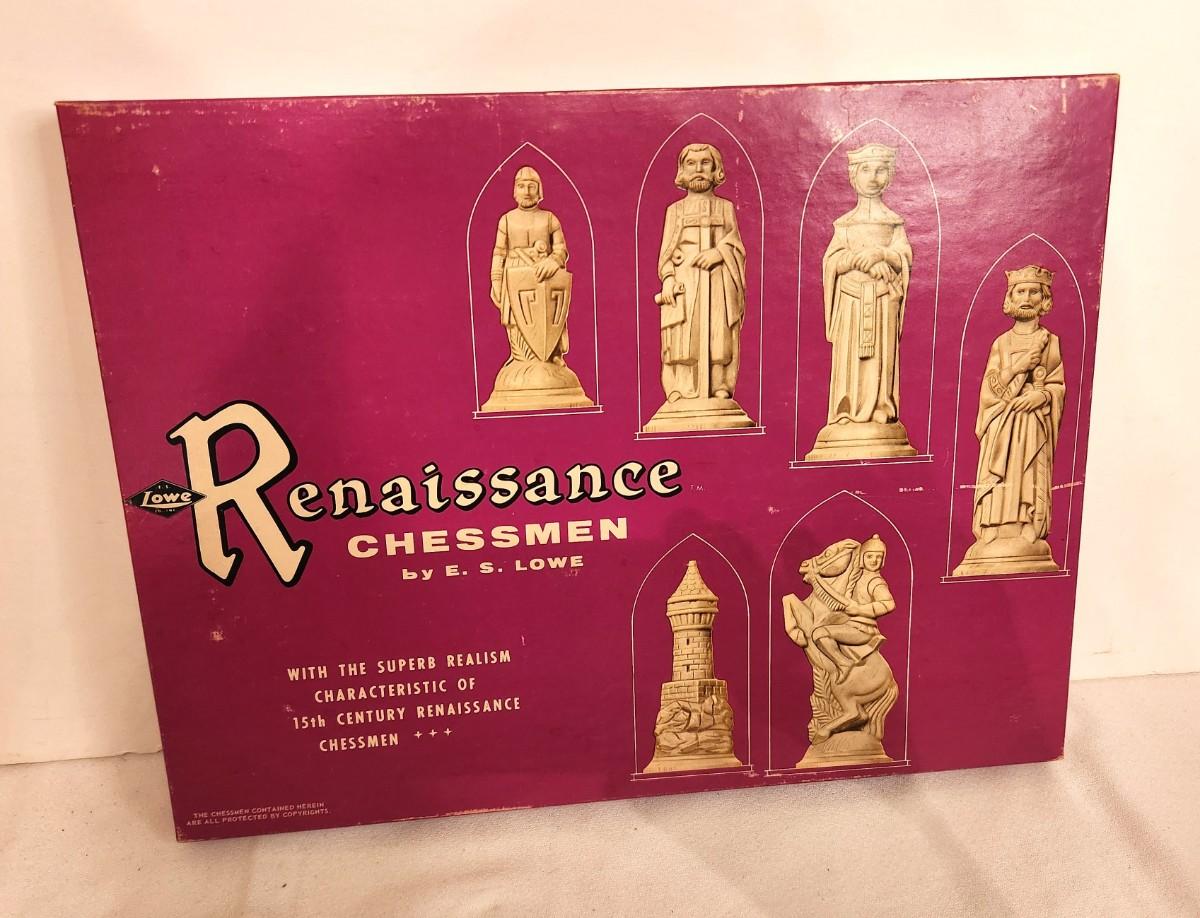 Lowe
Renaissance T.M.
CHESSMEN
by E. S. LOWE
WITH THE SUPERB REALISM
CHARACTERISTIC OF
15th CENTURY RENAISSANCE
CHESSMEN +++
THE CHESSMEN CONTAINED HEREIN
ARE ALL PROTECTED BY COPYRIGHTS.